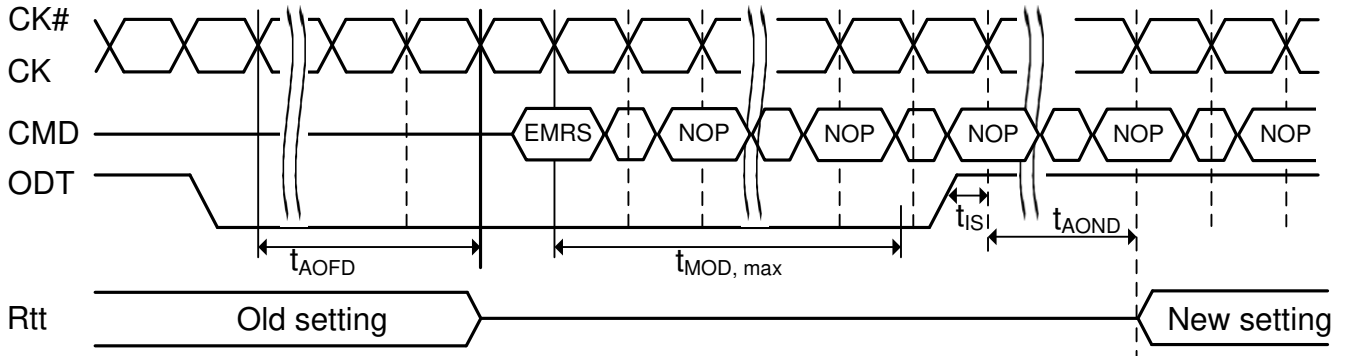 CK#
CK
CMD EMRS NOP NOP NOP NOP NOP
ODT
tIS
tAOFD tMOD, max tAOND
Rtt Old setting New setting